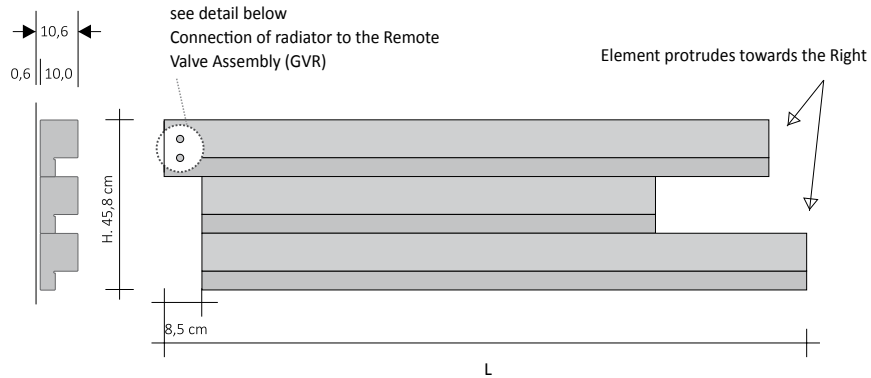 10,6
0,6 10,0
see detail below
Connection of radiator to the Remote
Valve Assembly (GVR)
Element protrudes towards the Right
H. 45,8 cm
8,5 cm
L